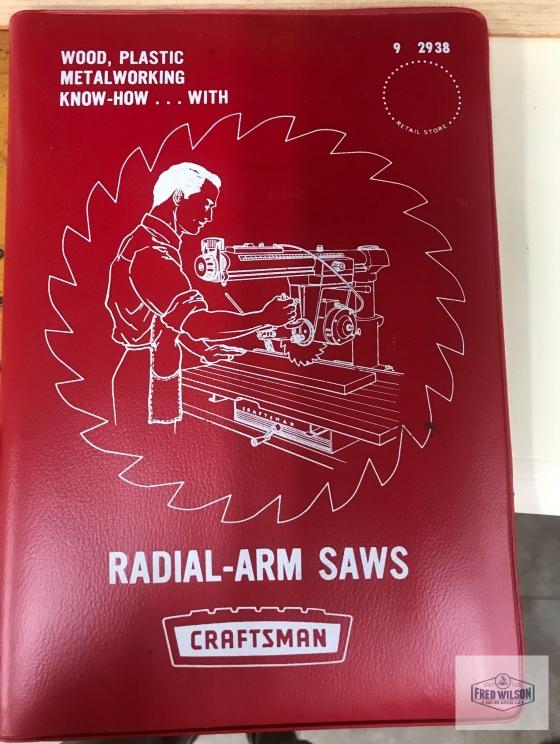 WOOD, PLASTIC
METALWORKING
KNOW-HOW . . . WITH
9 2938
RETAIL STORE
CRAFTSMAN
RADIAL-ARM SAWS
CRAFTSMAN
FRED WILSON